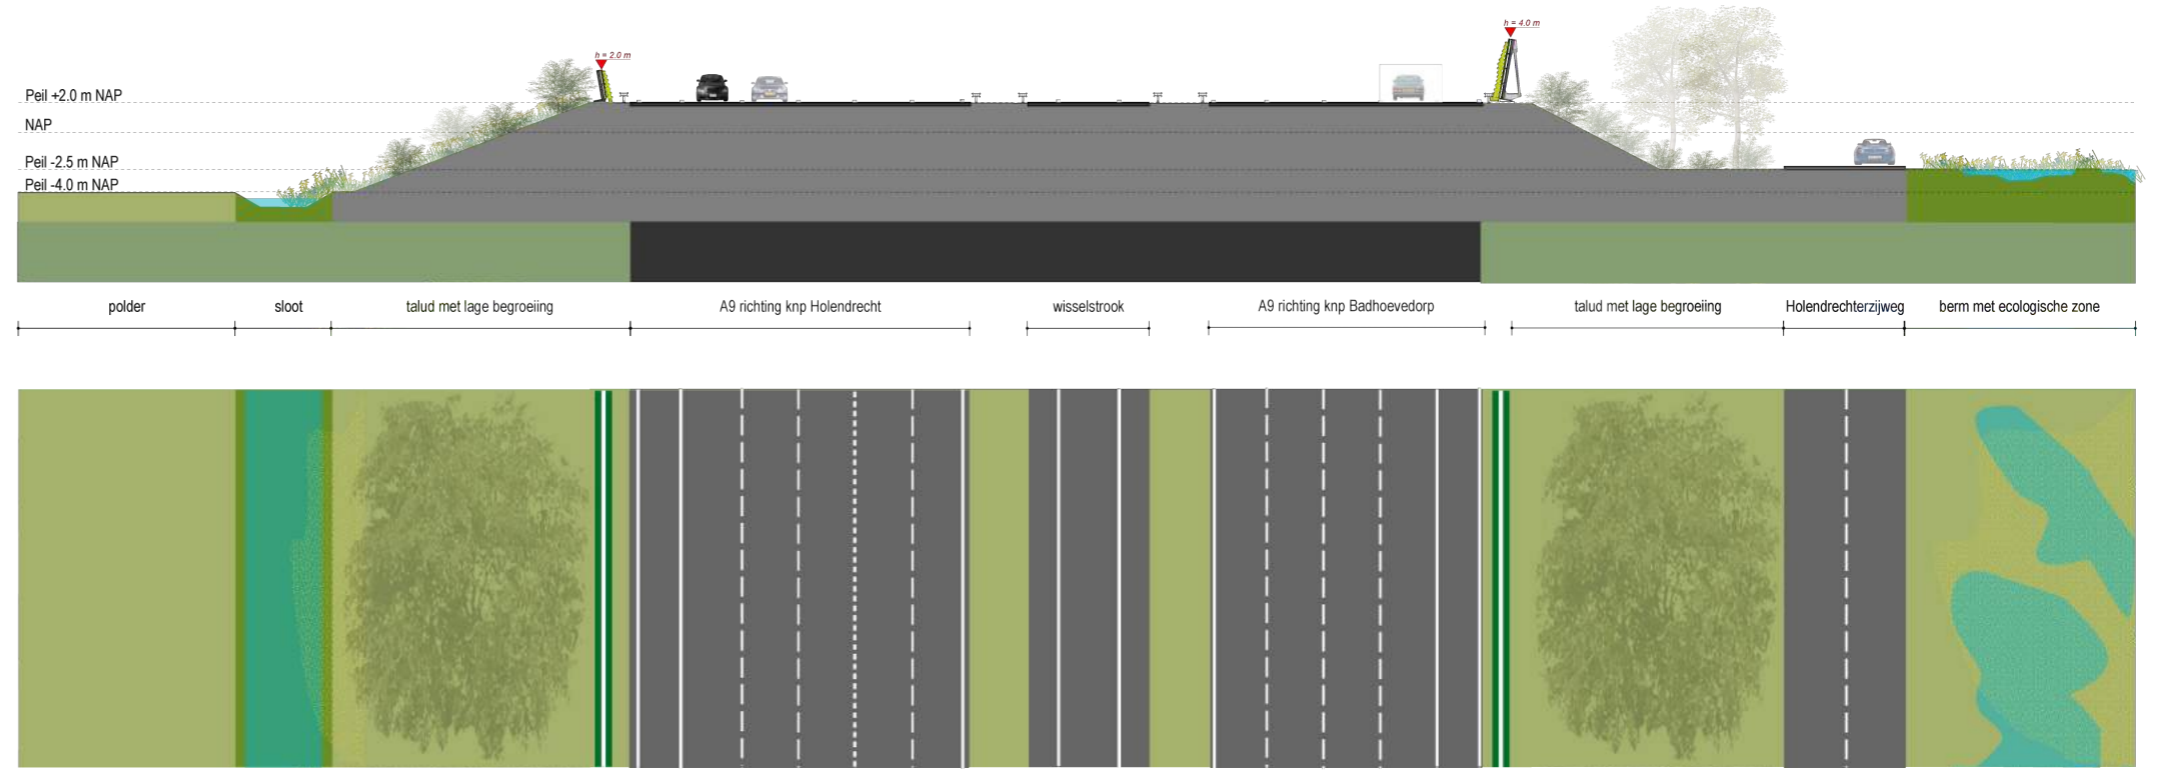 h = 2.0 m
h = 4.0 m
Peil +2.0 m NAP
NAP
Peil -2.5 m NAP
Peil -4.0 m NAP
polder
sloot
talud met lage begroeiing
A9 richting knp Holendrecht
wisselstrook
A9 richting knp Badhoevedorp
talud met lage begroeiing
Holendrechterzijweg
berm met ecologische zone